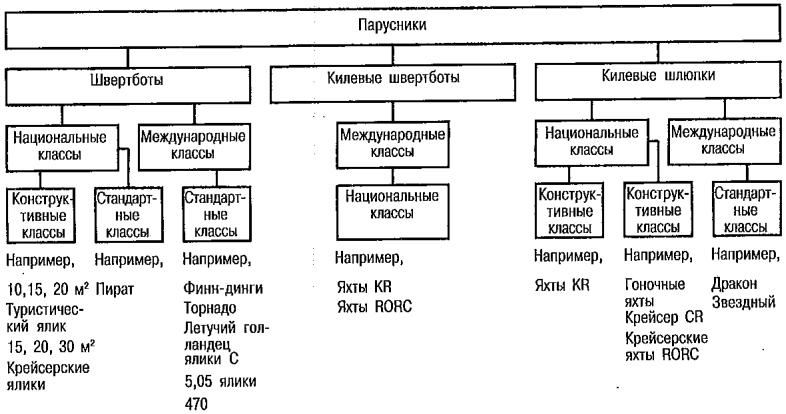 Парусники
Швертботы
Килевые швертботы
Килевые шлюпки
Национальные
классы
Международные
классы
Международные
классы
Национальные
классы
Международные
классы
Конструк-
тивные
классы
Стандарт-
ные
классы
Стандарт-
ные
классы
Национальные
классы
Конструк-
тивные
классы
Конструк-
тивные
классы
Стандарт-
ные
классы
Например,
10,15, 20 м²
Туристичес-
кий ялик
15, 20, 30 м²
Крейсерские
ялики
Например,
Пират
Например,
Финн-динги
Торнадо
Летучий гол-
ландец
ялики С
5,05 ялики
470
Например,
Яхты KR
Яхты RORC
Например,
Яхты KR
Например,
Гоночные
яхты
Крейсер CR
Крейсерские
яхты RORC
Например,
Дракон
Звездный